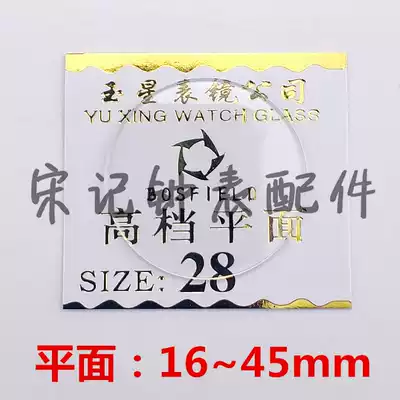 玉星表镜公司
YU XING WATCH GLASS
BOSFIELD
宋记钟表配件
高档平面
SIZE: 28
平面：16~45mm